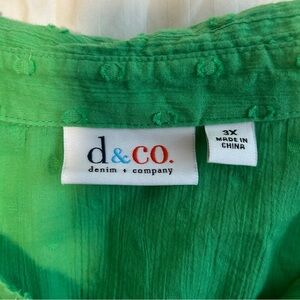 d&co.
denim + company
3X
MADE IN
CHINA